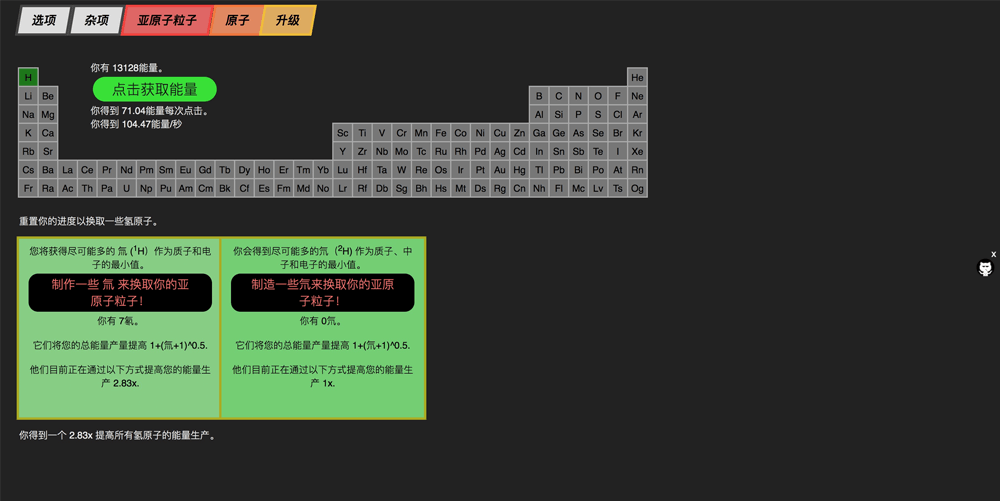 选项 杂项 亚原子粒子 原子 升级
你有 13128能量。
点击获取能量
你得到 71.04能量每次点击。
你得到 104.47能量/秒
H He
Li Be B C N O F Ne
Na Mg Al Si P S Cl Ar
K Ca Sc Ti V Cr Mn Fe Co Ni Cu Zn Ga Ge As Se Br Kr
Rb Sr Y Zr Nb Mo Tc Ru Rh Pd Ag Cd In Sn Sb Te I Xe
Cs Ba La Ce Pr Nd Pm Sm Eu Gd Tb Dy Ho Er Tm Yb Lu Hf Ta W Re Os Ir Pt Au Hg Tl Pb Bi Po At Rn
Fr Ra Ac Th Pa U Np Pu Am Cm Bk Cf Es Fm Md No Lr Rf Db Sg Bh Hs Mt Ds Rg Cn Nh Fl Mc Lv Ts Og
重置你的进度以换取一些氢原子。
您将获得尽可能多的 氕 (¹H）作为质子和电
子的最小值。
制作一些 氕 来换取你的亚
原子粒子！
你有 7氡。
它们将您的总能量产量提高 1+(氕+1)^0.5.
他们目前正在通过以下方式提高您的能量生
产 2.83x.
你会得到尽可能多的氘（²H) 作为质子、中
子和电子的最小值。
制造一些氘来换取你的亚原
子粒子！
你有 0氘。
它们将您的总能量产量提高 1+(氘+1)^0.5.
他们目前正在通过以下方式提高您的能量生
产 1x.
你得到一个 2.83x 提高所有氢原子的能量生产。
x